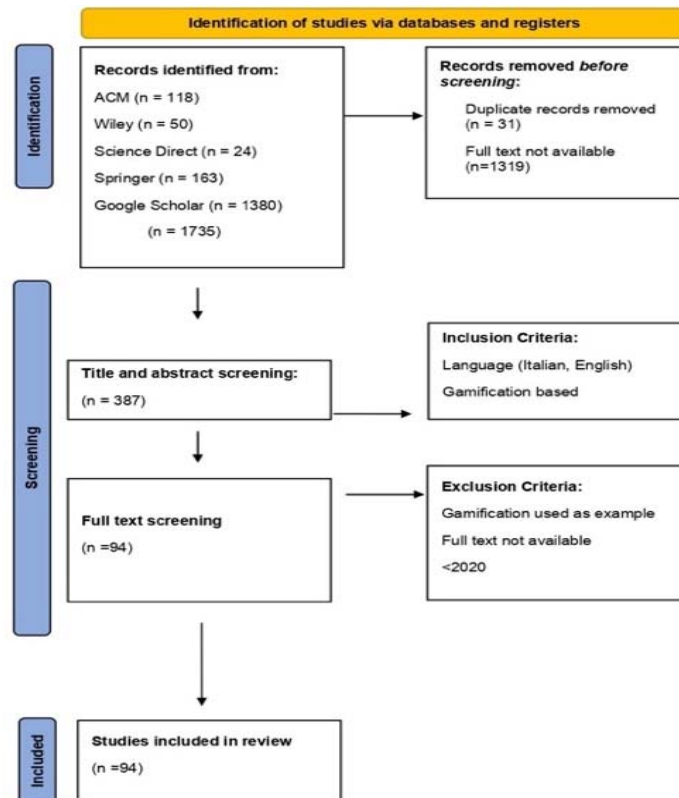 Identification of studies via databases and registers
Identification
Records identified from:
ACM (n = 118)
Wiley (n = 50)
Science Direct (n = 24)
Springer (n = 163)
Google Scholar (n = 1380)
(n = 1735)
Records removed before
screening:
Duplicate records removed
(n = 31)
Full text not available
(n=1319)
Screening
Title and abstract screening:
(n = 387)
Inclusion Criteria:
Language (Italian, English)
Gamification based
Full text screening
(n =94)
Exclusion Criteria:
Gamification used as example
Full text not available
<2020
Included
Studies included in review
(n =94)